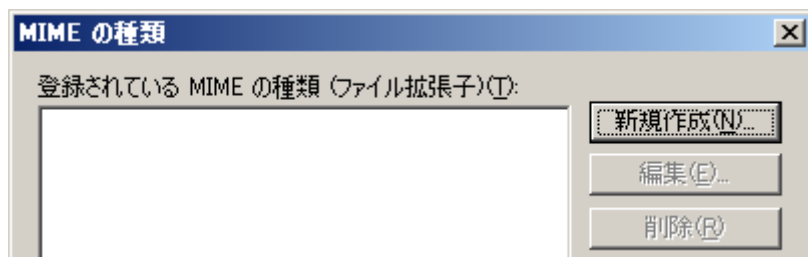 MIME の種類
登録されている MIME の種類 (ファイル拡張子)(T):
新規作成(N)...
編集(E)...
削除(R)